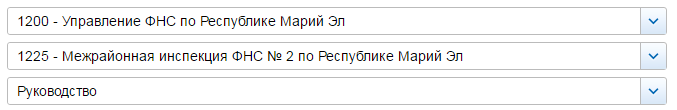 1200 - Управление ФНС по Республике Марий Эл
1225 - Межрайонная инспекция ФНС № 2 по Республике Марий Эл
Руководство